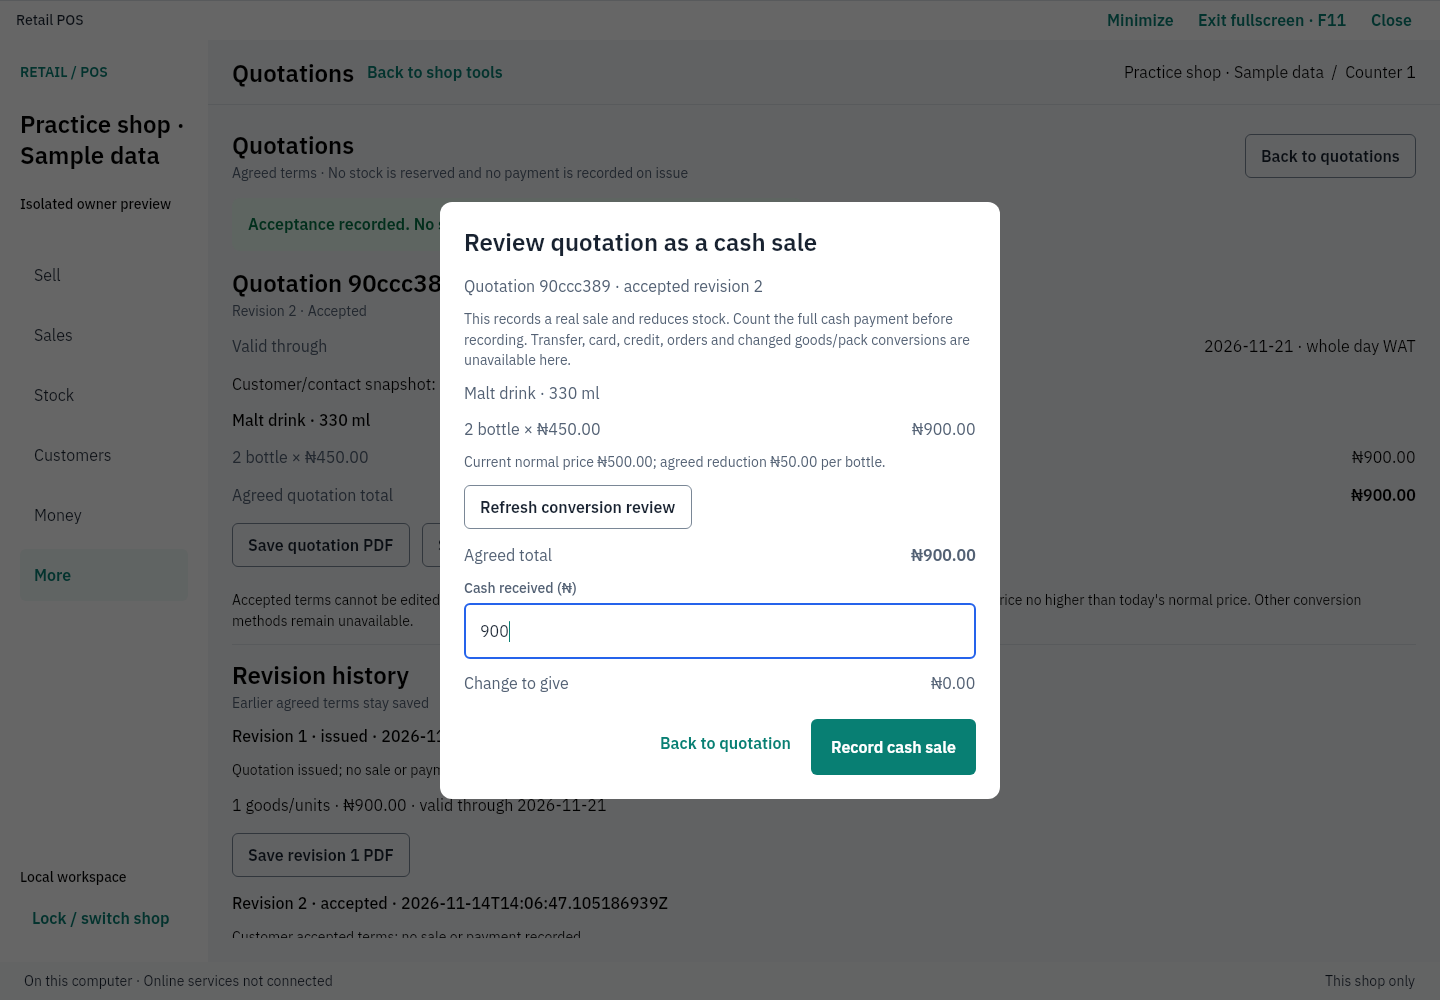 Retail POS
Minimize
Exit fullscreen · F11
Close
RETAIL / POS
Practice shop ·
Sample data
Isolated owner preview
Sell
Sales
Stock
Customers
Money
More
Local workspace
Lock / switch shop
Quotations
Back to shop tools
Practice shop · Sample data / Counter 1
Quotations
Agreed terms · No stock is reserved and no payment is recorded on issue
Back to quotations
Acceptance recorded. No
Quotation 90ccc38
Revision 2 · Accepted
Valid through
2026-11-21 · whole day WAT
Customer/contact snapshot:
Malt drink · 330 ml
2 bottle × ₦450.00
₦900.00
Agreed quotation total
₦900.00
Save quotation PDF
Accepted terms cannot be edited
rice no higher than today's normal price. Other conversion
methods remain unavailable.
Revision history
Earlier agreed terms stay saved
Revision 1 · issued · 2026-11
Quotation issued; no sale or paym
1 goods/units · ₦900.00 · valid through 2026-11-21
Save revision 1 PDF
Revision 2 · accepted · 2026-11-14T14:06:47.105186939Z
Customer accepted terms; no sale or payment recorded
Review quotation as a cash sale
Quotation 90ccc389 · accepted revision 2
This records a real sale and reduces stock. Count the full cash payment before
recording. Transfer, card, credit, orders and changed goods/pack conversions are
unavailable here.
Malt drink · 330 ml
2 bottle × ₦450.00
₦900.00
Current normal price ₦500.00; agreed reduction ₦50.00 per bottle.
Refresh conversion review
Agreed total
₦900.00
Cash received (₦)
900
Change to give
₦0.00
Back to quotation
Record cash sale
On this computer · Online services not connected
This shop only